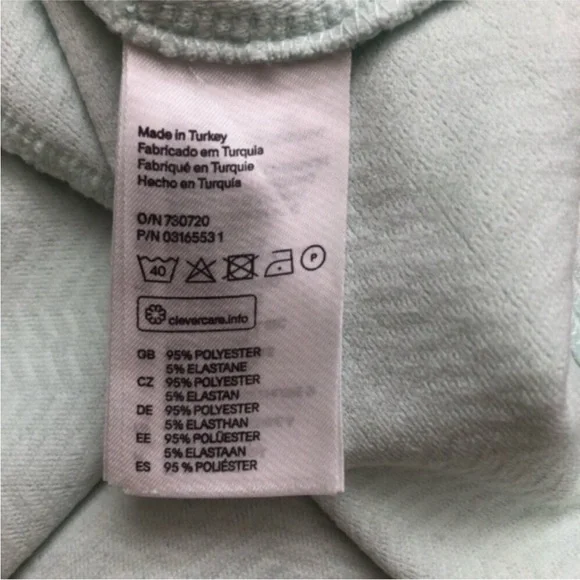 Made in Turkey
Fabricado em Turquia
Fabriqué en Turquie
Hecho en Turquía
O/N 730720
P/N 03165531
40 P
clevercare.info
GB 95% POLYESTER
5% ELASTANE
CZ 95% POLYESTER
5% ELASTAN
DE 95% POLYESTER
5% ELASTHAN
EE 95% POLÜESTER
5% ELASTAAN
ES 95 % POLIÉSTER